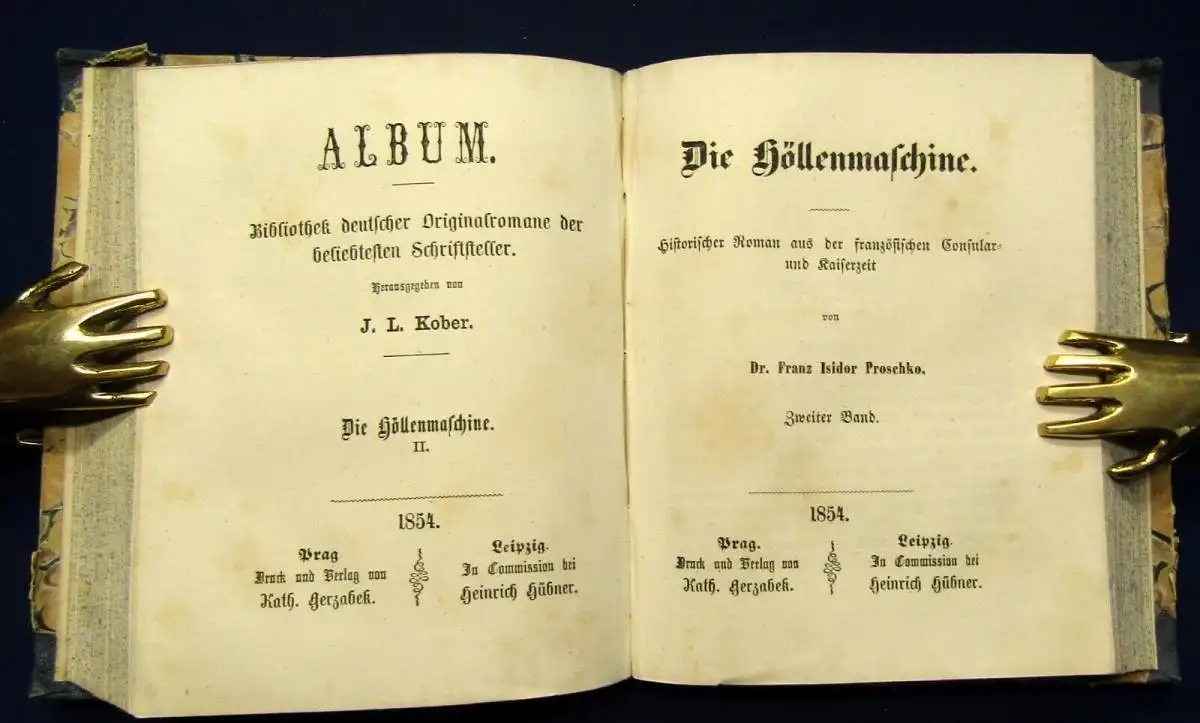 ALBUM.
Bibliothek deutscher Originalromane der
beliebtesten Schriftsteller.
Herausgegeben von
J. L. Kober.
Die Höllenmaschine.
II.
1854.
Prag
Druck und Verlag von
Kath. Gerzabek.
Leipzig.
In Commission bei
Heinrich Hübner.
Die Höllenmaschine.
Historischer Roman aus der französischen Consular-
und Kaiserzeit
von
Dr. Franz Isidor Proschko.
Zweiter Band.
1854.
Prag.
Druck und Verlag von
Kath. Gerzabek.
Leipzig.
In Commission bei
Heinrich Hübner.